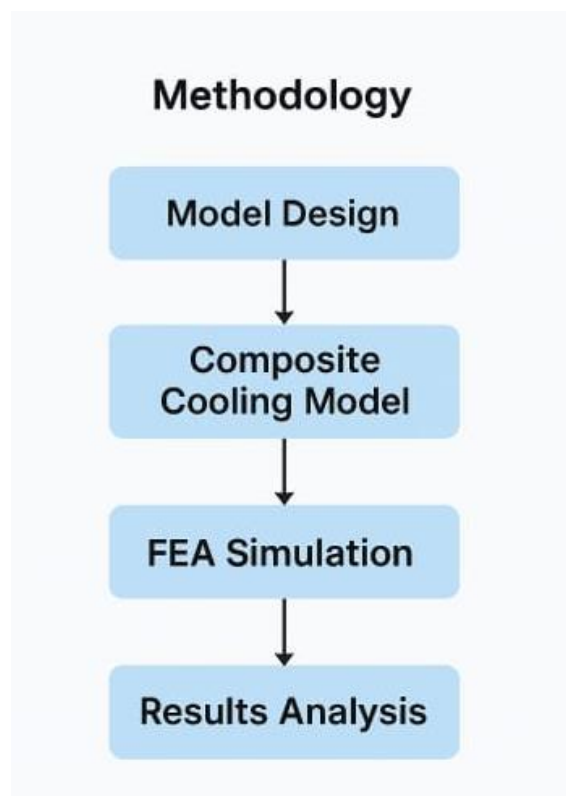 Methodology
Model Design
Composite
Cooling Model
FEA Simulation
Results Analysis